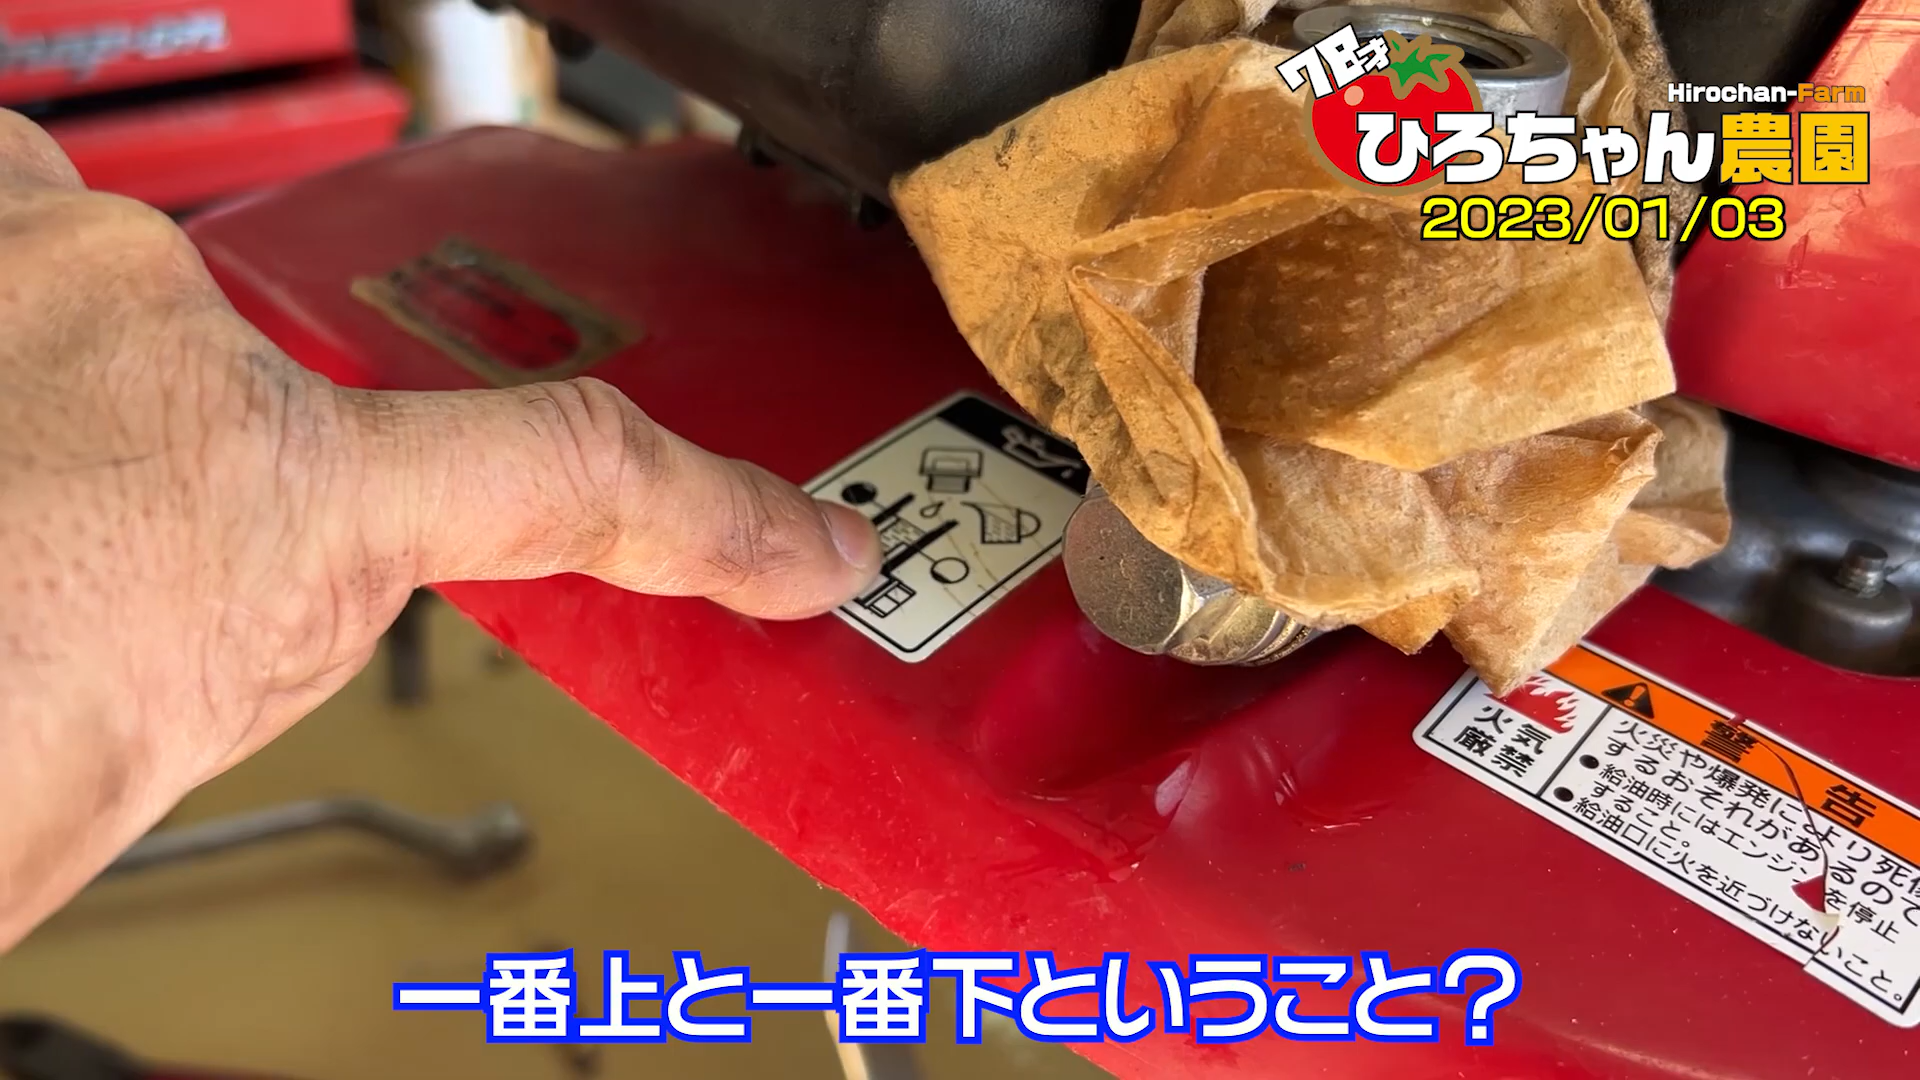 Snap-on
78才
Hirochan-Farm
ひろちゃん農園
2023/01/03
火気
厳禁
警告
火災や爆発により死傷
するおそれがあるので
●給油時にはエンジンを停止
すること。
●給油口に火を近づけないこと。
一番上と一番下ということ?